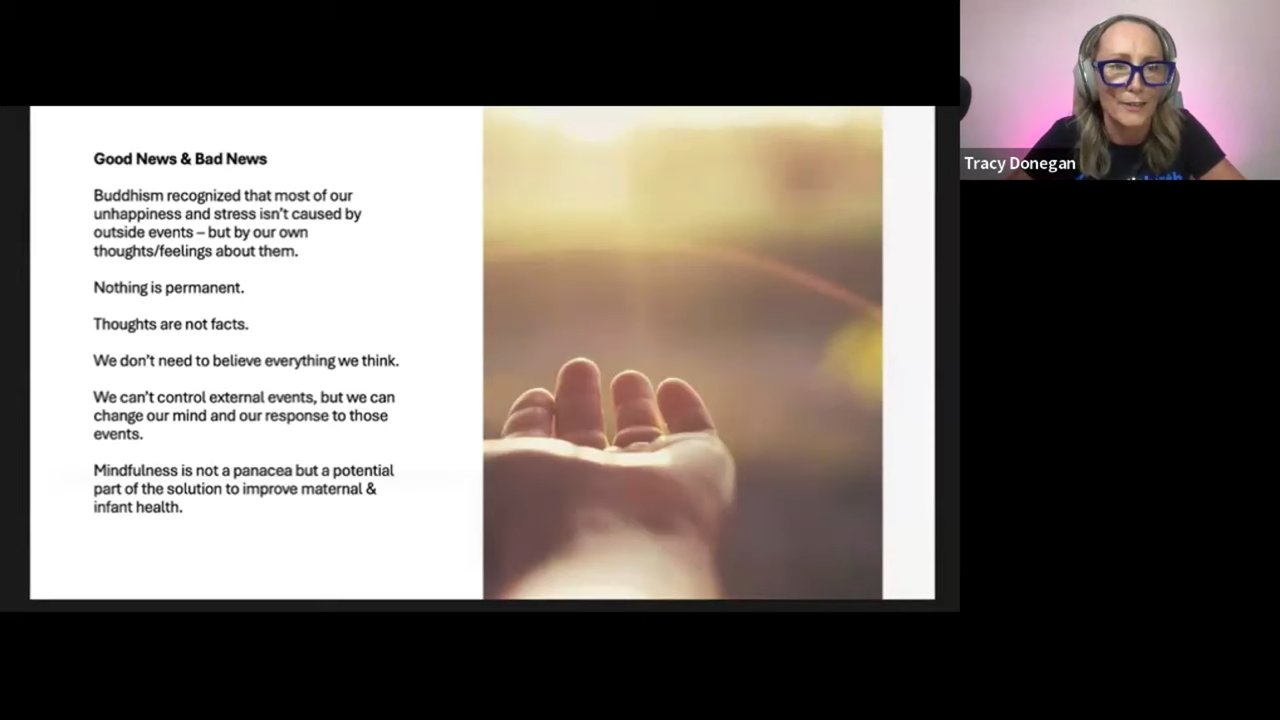 Good News & Bad News
Buddhism recognized that most of our
unhappiness and stress isn't caused by
outside events – but by our own
thoughts/feelings about them.
Nothing is permanent.
Thoughts are not facts.
We don't need to believe everything we think.
We can't control external events, but we can
change our mind and our response to those
events.
Mindfulness is not a panacea but a potential
part of the solution to improve maternal &
infant health.
Tracy Donegan